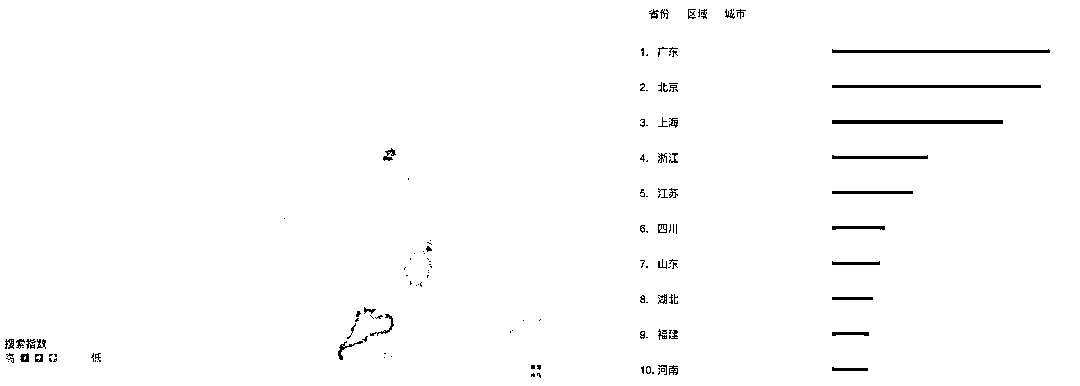 省份 区域 城市
1. 广东
2. 北京
3. 上海
4. 浙江
5. 江苏
6. 四川
7. 山东
8. 湖北
9. 福建
10. 河南
搜索指数
高 低